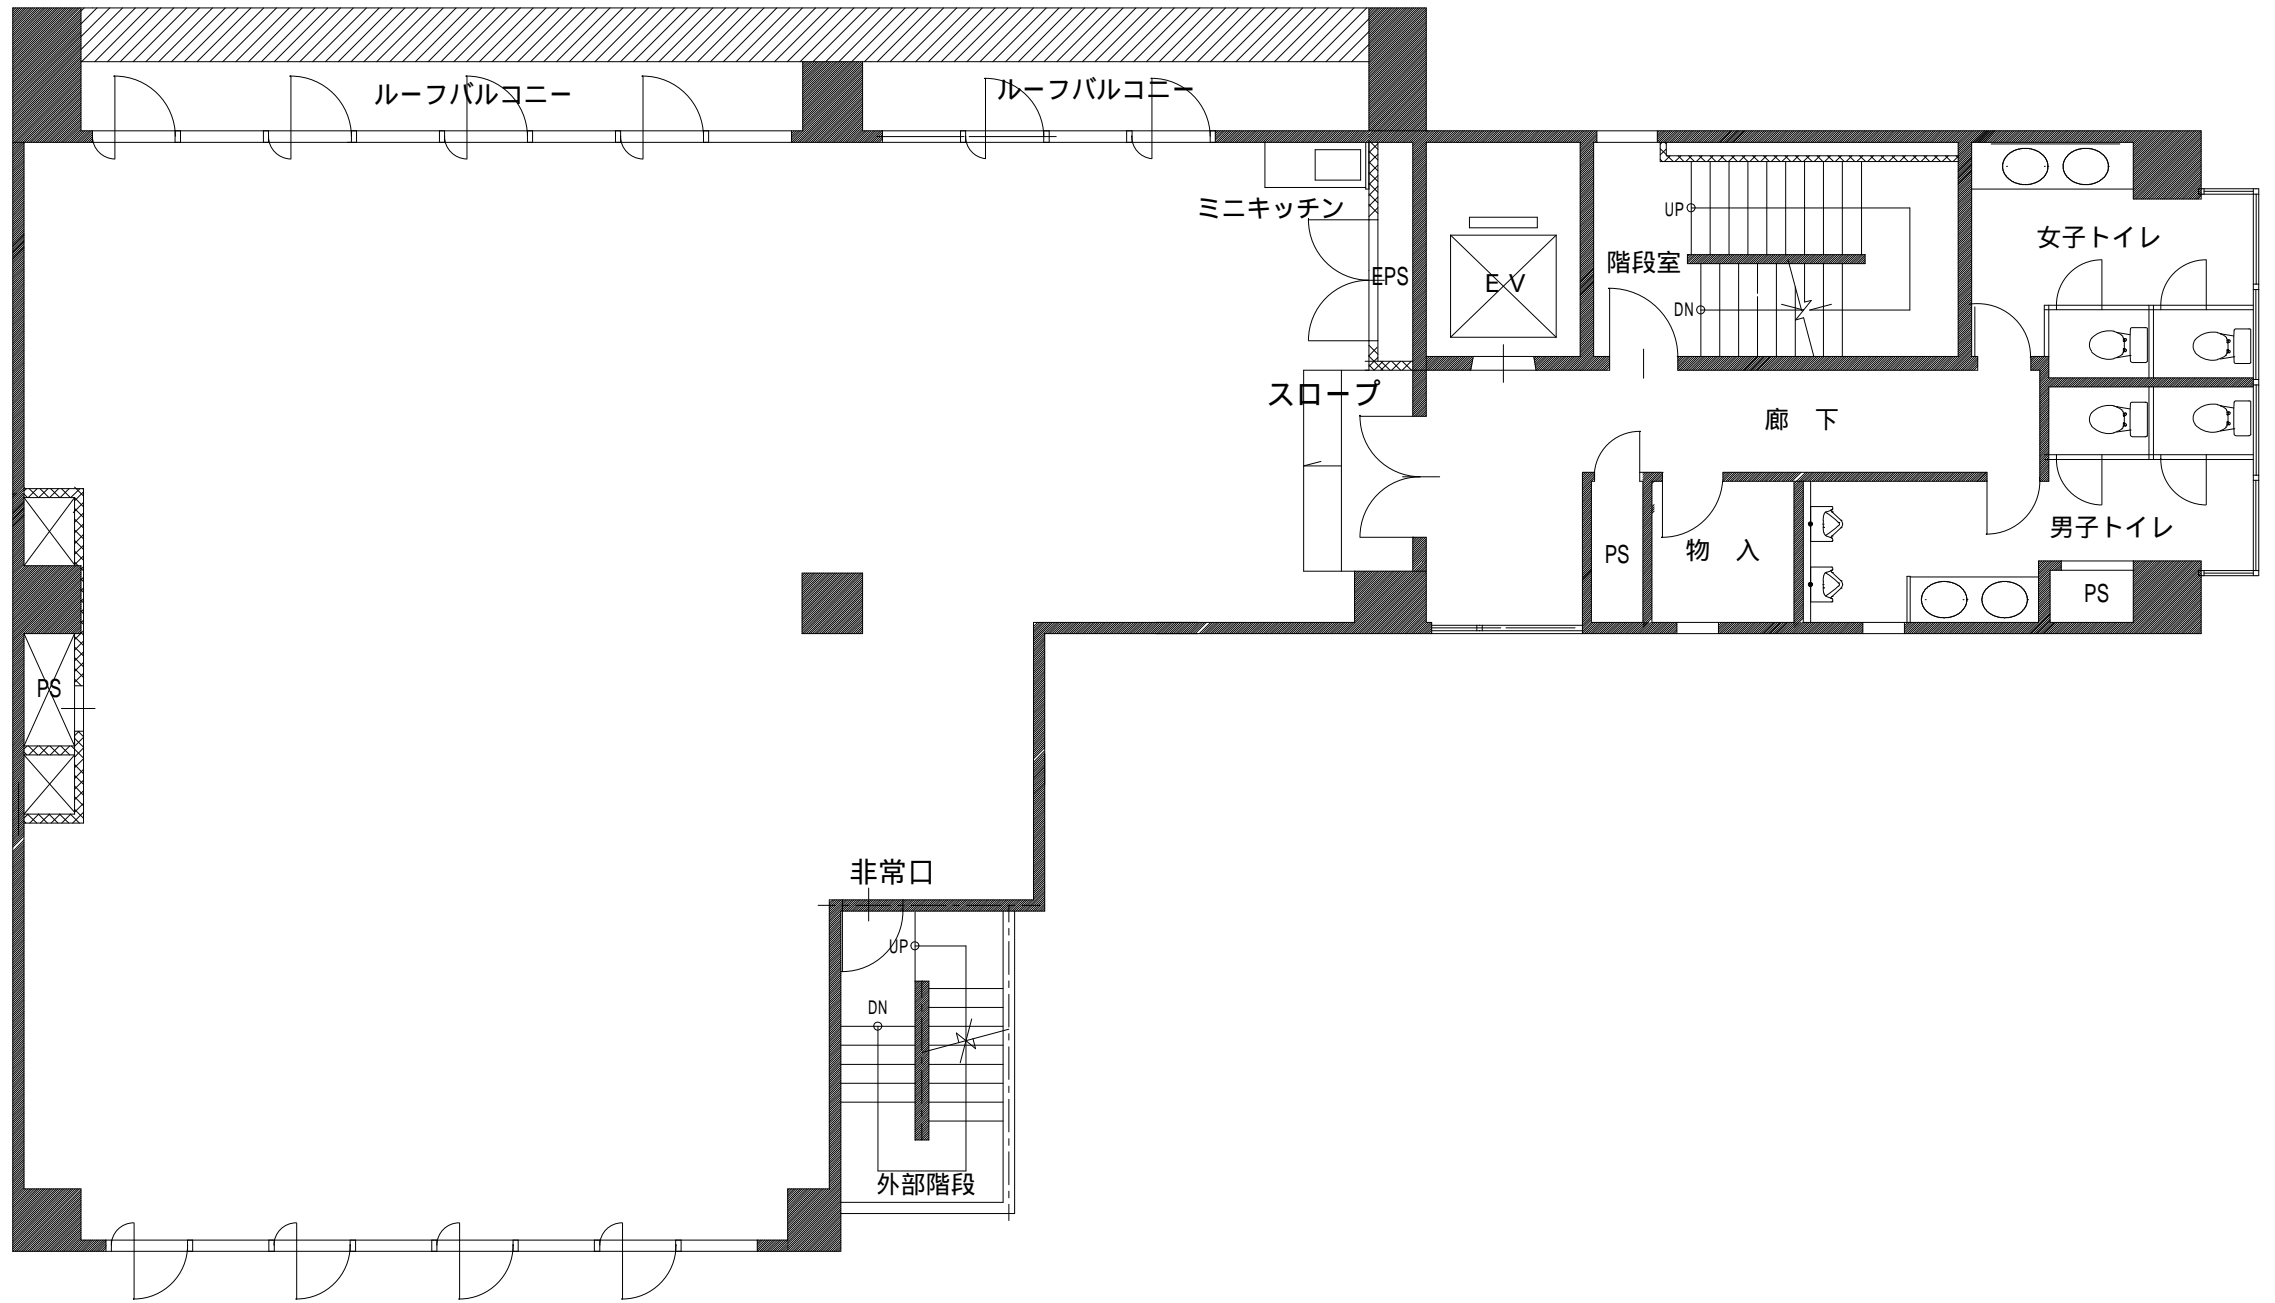 ルーフバルコニー
ルーフバルコニー
ミニキッチン
UP
女子トイレ
階段室
EPS
EV
DN
スロープ
廊 下
男子トイレ
物 入
PS
PS
PS
非常口
UP
DN
外部階段